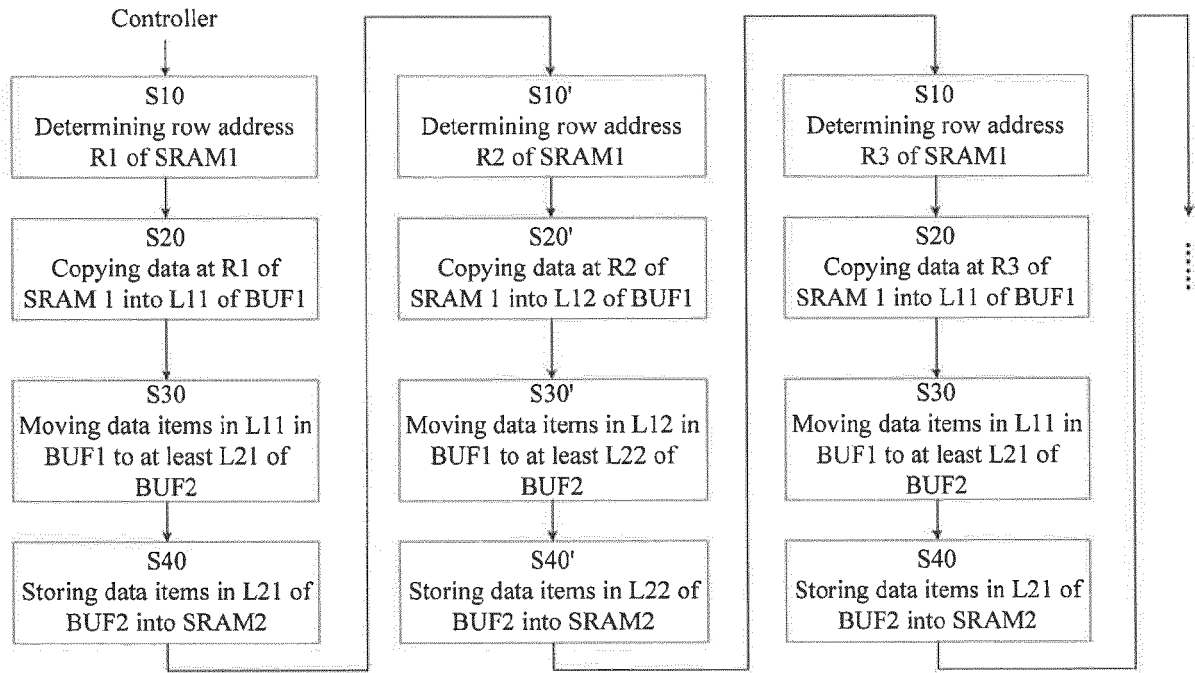 Controller
S10
Determining row address
R1 of SRAM1
S20
Copying data at R1 of
SRAM 1 into L11 of BUF1
S30
Moving data items in L11 in
BUF1 to at least L21 of
BUF2
S40
Storing data items in L21 of
BUF2 into SRAM2
S10'
Determining row address
R2 of SRAM1
S20'
Copying data at R2 of
SRAM 1 into L12 of BUF1
S30'
Moving data items in L12 in
BUF1 to at least L22 of
BUF2
S40'
Storing data items in L22 of
BUF2 into SRAM2
S10
Determining row address
R3 of SRAM1
S20
Copying data at R3 of
SRAM 1 into L11 of BUF1
S30
Moving data items in L11 in
BUF1 to at least L21 of
BUF2
S40
Storing data items in L21 of
BUF2 into SRAM2
......